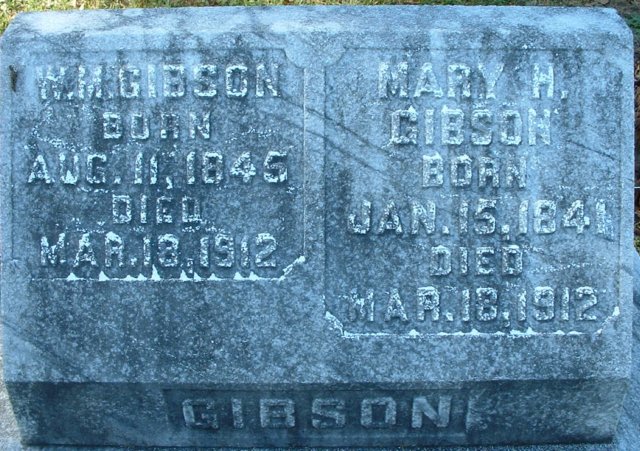 W.M.GIBSON
BORN
AUG.11,1845
DIED
MAR.18,1912
MARY H.
GIBSON
BORN
JAN.15,1841
DIED
MAR.18,1912
GIBSON